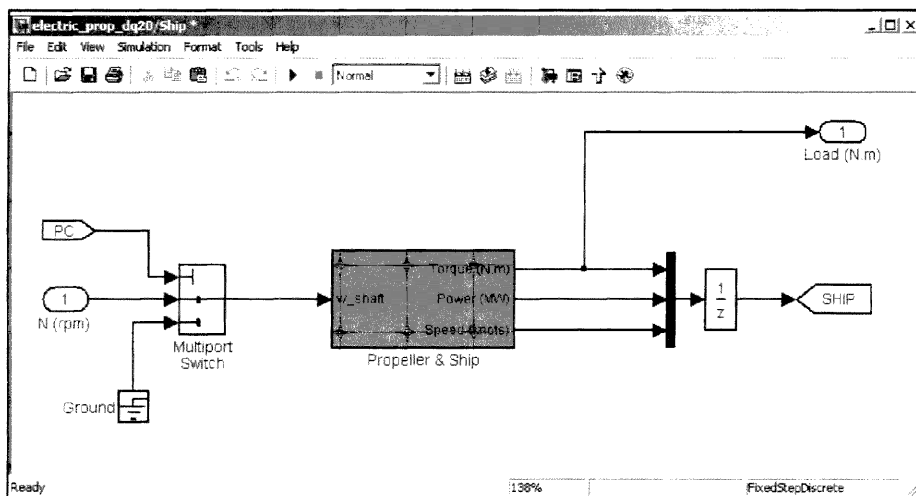 electric_prop_dq20/Ship *
File Edit View Simulation Format Tools Help
Normal
1
Load (N.m)
PC
1
N (rpm)
Multiport
Switch
Ground
w_shaft
Torque (N.m)
Power (MW)
Speed (knots)
Propeller & Ship
1
z
SHIP
Ready
138%
FixedStepDiscrete